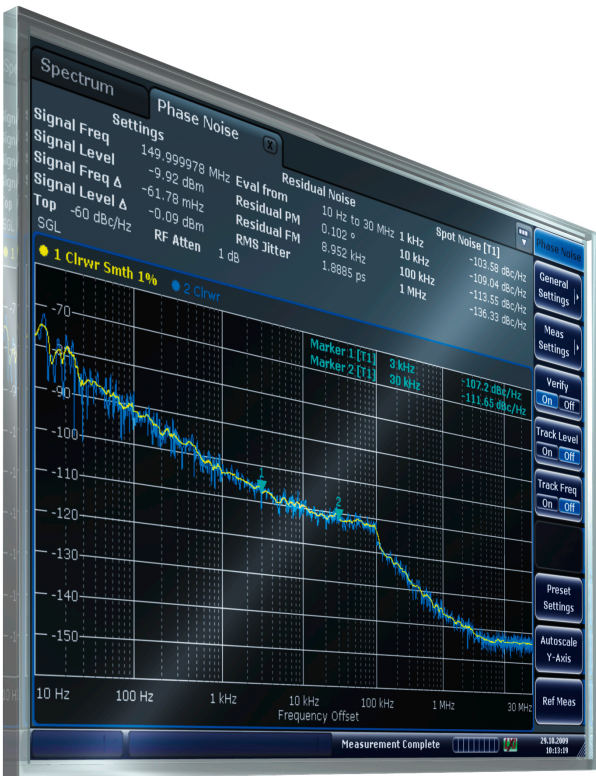 Spectrum
Phase Noise
Settings
Residual Noise
Spot Noise [T1]
Signal Freq 149.999978 MHz Eval from 10 Hz to 30 MHz 1 kHz -103.58 dBc/Hz
Signal Level -9.92 dBm Residual PM 0.102 ° 10 kHz -109.04 dBc/Hz
Signal Freq Δ -61.78 mHz Residual FM 8.952 kHz 100 kHz -113.55 dBc/Hz
Signal Level Δ -0.09 dBm RMS Jitter 1.8885 ps 1 MHz -136.33 dBc/Hz
Top -60 dBc/Hz RF Atten 1 dB
SGL
1 Clrwr Smth 1% 2 Clrwr
Marker 1 [T1] 3 kHz -107.2 dBc/Hz
Marker 2 [T1] 30 kHz -111.65 dBc/Hz
-70
-90
-100
-110
-120
-130
-140
-150
1
2
10 Hz 100 Hz 1 kHz 10 kHz 100 kHz 1 MHz 30 MHz
Frequency Offset
Phase Noise
General
Settings
Meas
Settings
Verify
On Off
Track Level
On Off
Track Freq
On Off
Preset
Settings
Autoscale
Y-Axis
Ref Meas
Measurement Complete
29.10.2009
10:13:19